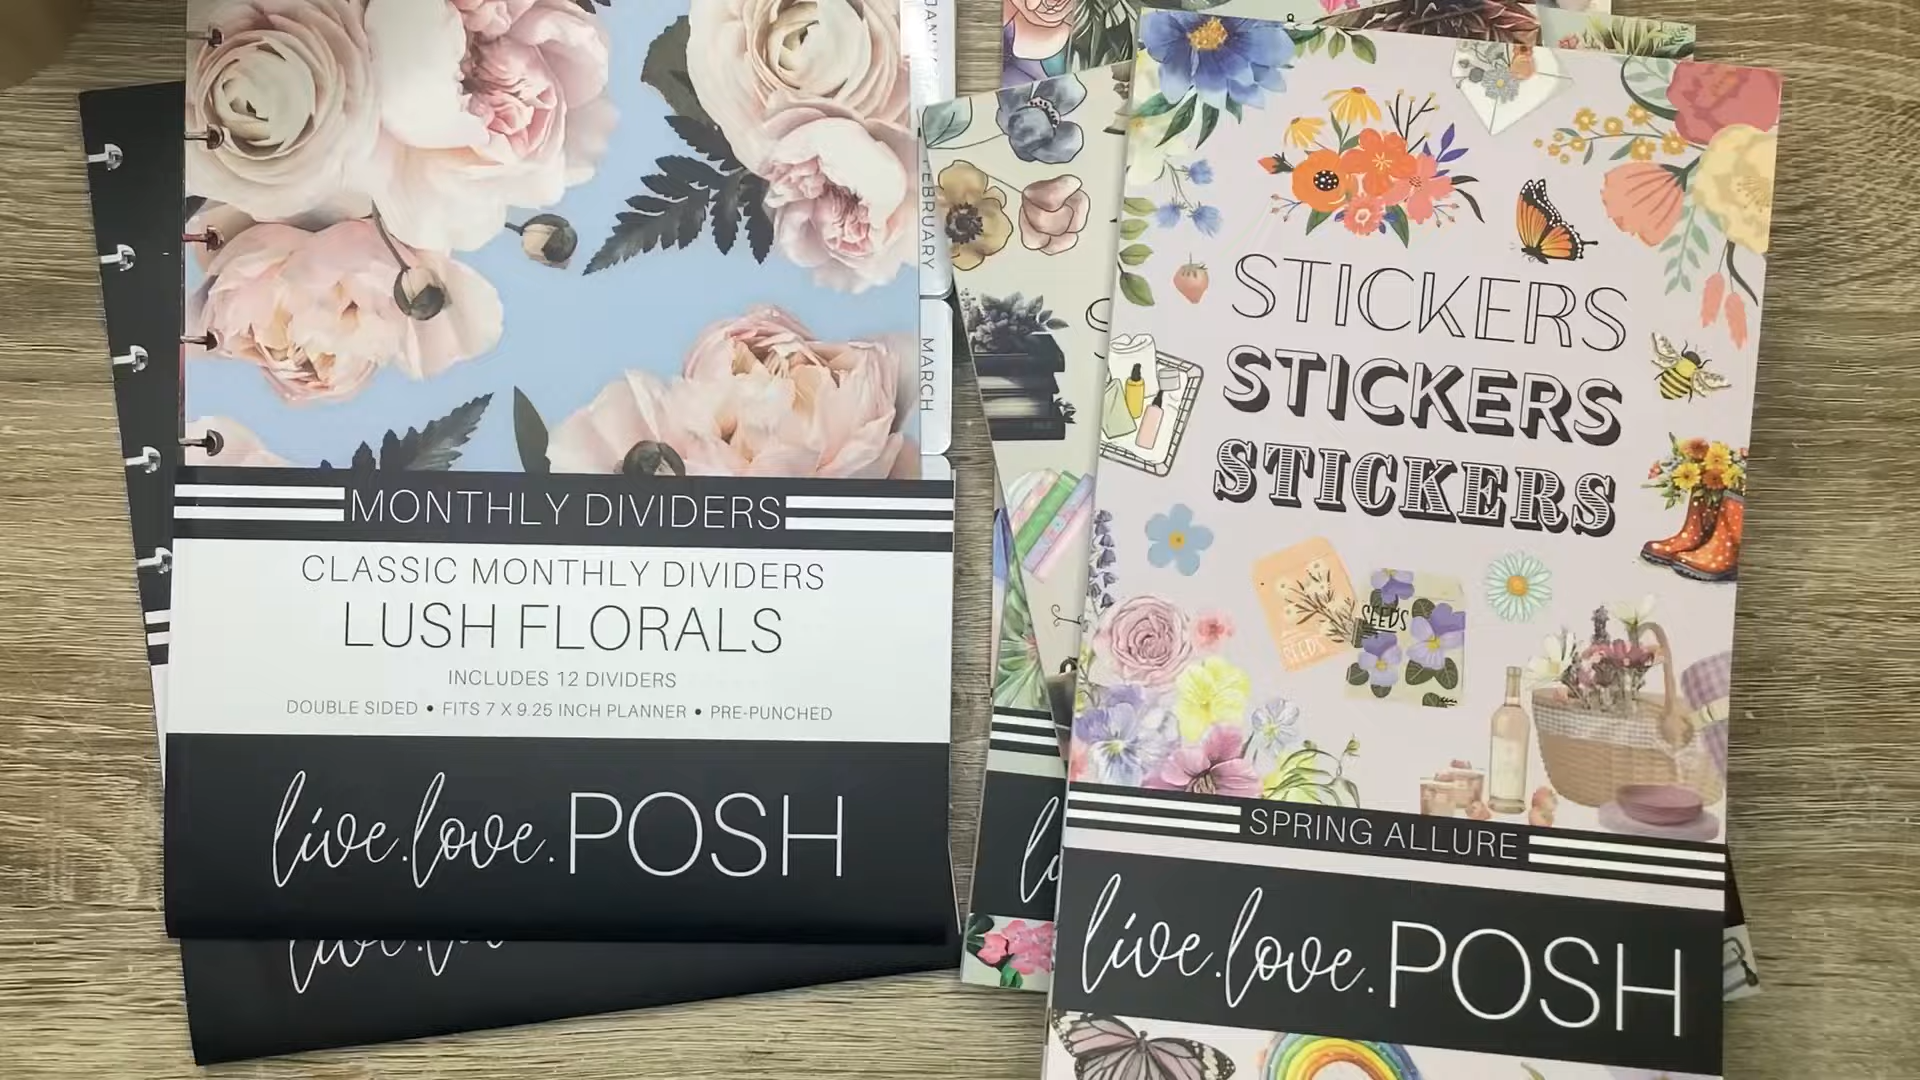 FEBRUARY
MARCH
MONTHLY DIVIDERS
CLASSIC MONTHLY DIVIDERS
LUSH FLORALS
INCLUDES 12 DIVIDERS
DOUBLE SIDED • FITS 7 X 9.25 INCH PLANNER • PRE-PUNCHED
live.love.POSH
STICKERS
STICKERS
STICKERS
SEEDS
SEEDS
SPRING ALLURE
live.love.POSH